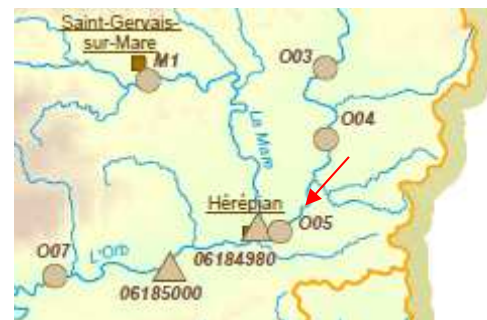 Saint-Gervais-
sur-Mare
M1
O03
O04
La Mare
Hérépian
O05
O07
L'Orb
06184980
06185000